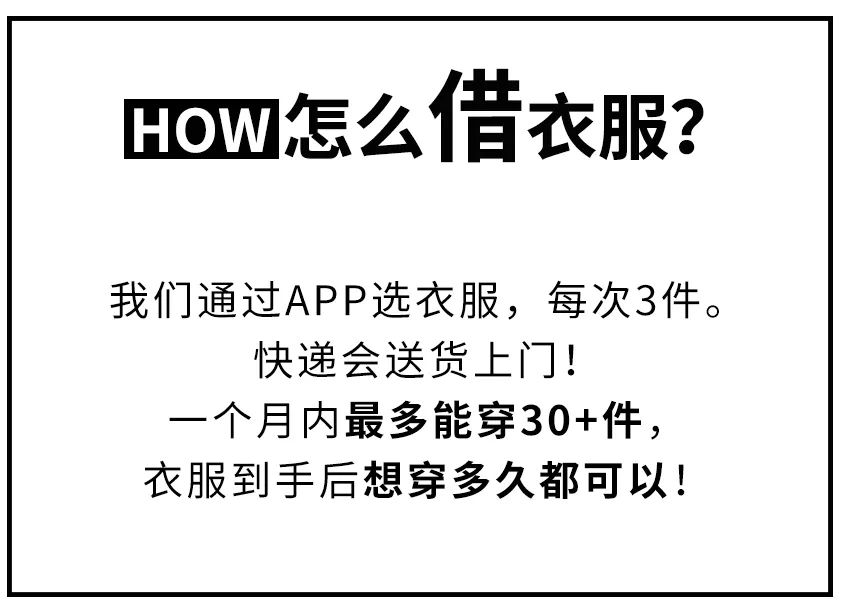 HOW怎么借衣服？
我们通过APP选衣服，每次3件。
快递会送货上门！
一个月内最多能穿30+件，
衣服到手后想穿多久都可以！